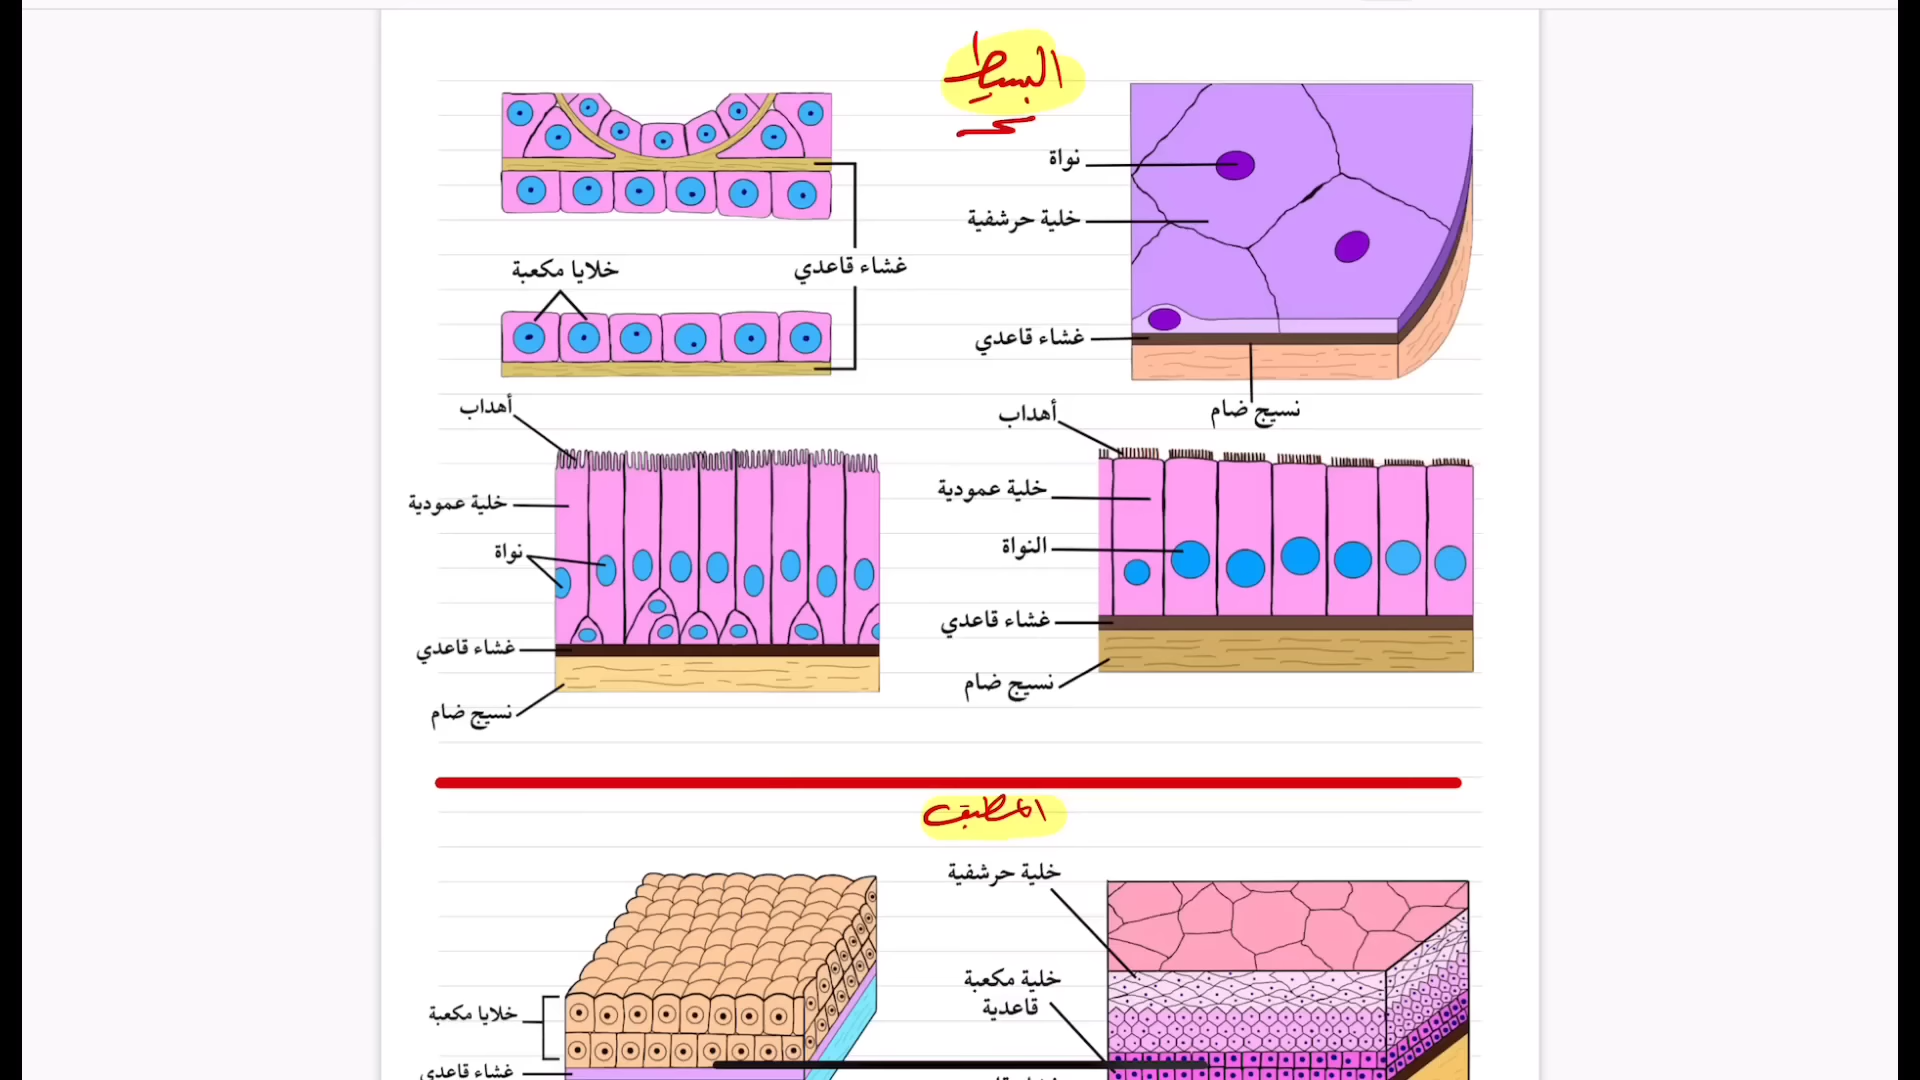 البسيط
نواة
خلية حرشفية
غشاء قاعدي
نسيج ضام
خلايا مكعبة
غشاء قاعدي
أهداب
خلية عمودية
النواة
غشاء قاعدي
نسيج ضام
أهداب
خلية عمودية
نواة
غشاء قاعدي
نسيج ضام
المطبق
خلية حرشفية
خلية مكعبة
قاعدية
خلايا مكعبة
غشاء قاعدي